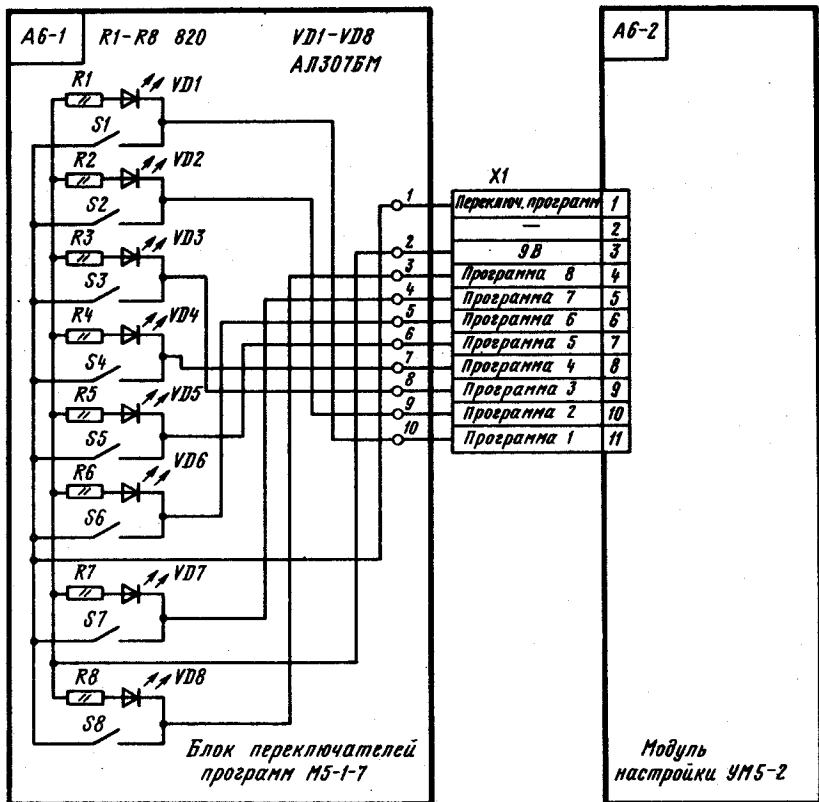 А6-1 R1-R8 820 VD1-VD8
АЛ307БМ
R1 VD1
S1
R2 VD2
S2
R3 VD3
S3
R4 VD4
S4
R5 VD5
S5
R6 VD6
S6
R7 VD7
S7
R8 VD8
S8
Блок переключателей
программ М5-1-7
1
2
3
4
5
6
7
8
9
10
X1
Переключ. программ 1
— 2
9В 3
Программа 8 4
Программа 7 5
Программа 6 6
Программа 5 7
Программа 4 8
Программа 3 9
Программа 2 10
Программа 1 11
А6-2
Модуль
настройки УМ5-2